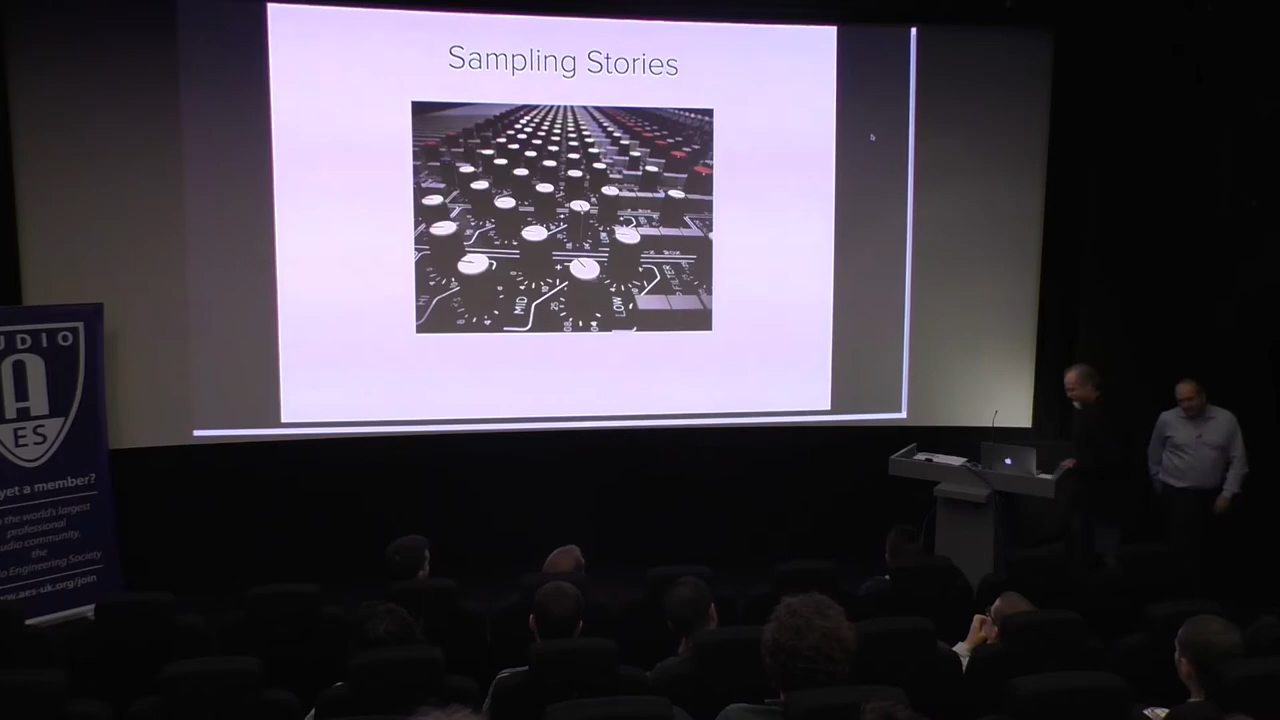 Sampling Stories
MID
LOW
FILTER
UDIO
A
ES
yet a member?
the world's largest
professional
udio community,
the
o Engineering Society
ww.aes-uk.org/join